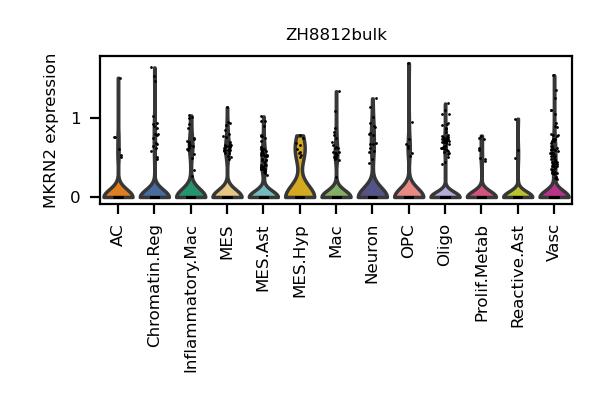 ZH8812bulk
MKRN2 expression
1
0
AC
Chromatin.Reg
Inflammatory.Mac
MES
MES.Ast
MES.Hyp
Mac
Neuron
OPC
Oligo
Prolif.Metab
Reactive.Ast
Vasc